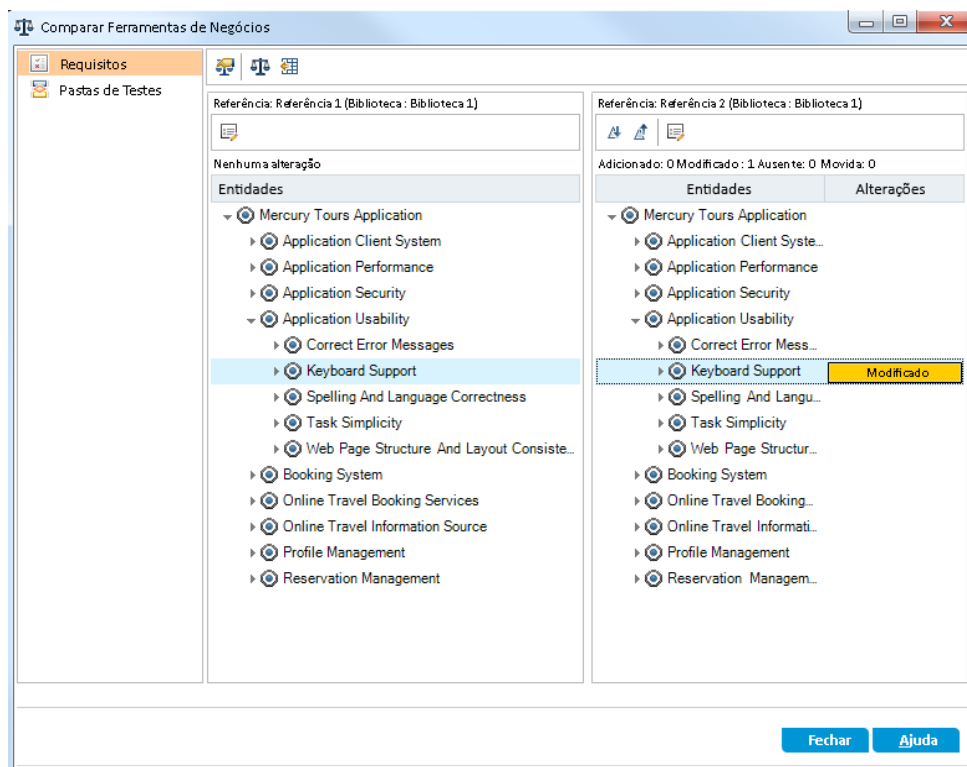 Comparar Ferramentas de Negócios
Requisitos
Pastas de Testes
Referência: Referência 1 (Biblioteca : Biblioteca 1)
Nenhuma alteração
Entidades
Mercury Tours Application
Application Client System
Application Performance
Application Security
Application Usability
Correct Error Messages
Keyboard Support
Spelling And Language Correctness
Task Simplicity
Web Page Structure And Layout Consiste...
Booking System
Online Travel Booking Services
Online Travel Information Source
Profile Management
Reservation Management
Referência: Referência 2 (Biblioteca : Biblioteca 1)
Adicionado: 0 Modificado : 1 Ausente: 0 Movida: 0
Entidades Alterações
Mercury Tours Application
Application Client Syste...
Application Performance
Application Security
Application Usability
Correct Error Mess...
Keyboard Support Modificado
Spelling And Langu...
Task Simplicity
Web Page Structur...
Booking System
Online Travel Booking...
Online Travel Informati...
Profile Management
Reservation Managem...
Fechar Ajuda